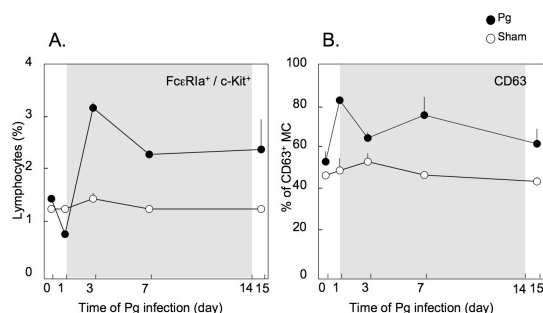 Pg
Sham
A.
FcεRIa⁺ / c-Kit⁺
Lymphocytes (%)
4
3
2
1
0
0 1 3 7 14 15
Time of Pg infection (day)
B.
CD63
% of CD63⁺ MC
100
80
60
40
20
0
0 1 3 7 14 15
Time of Pg infection (day)